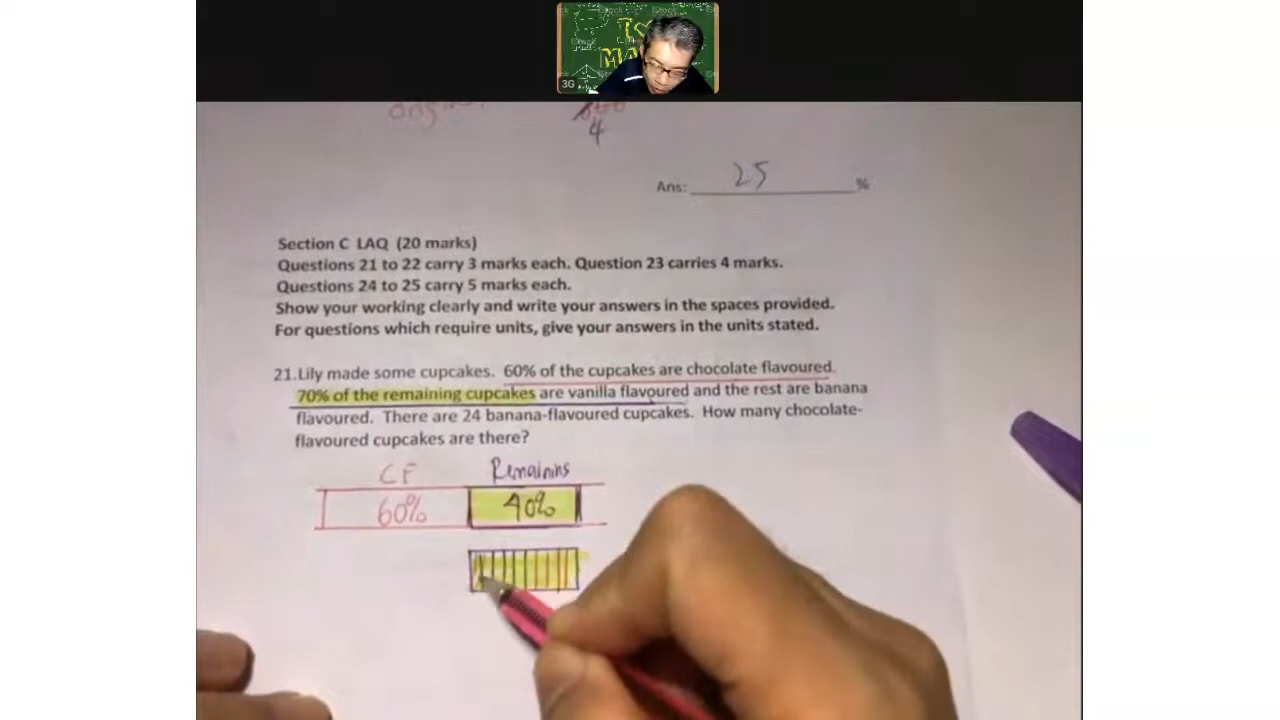 3G
4
Ans: 25 %
Section C LAQ (20 marks)
Questions 21 to 22 carry 3 marks each. Question 23 carries 4 marks.
Questions 24 to 25 carry 5 marks each.
Show your working clearly and write your answers in the spaces provided.
For questions which require units, give your answers in the units stated.
21.Lily made some cupcakes. 60% of the cupcakes are chocolate flavoured.
70% of the remaining cupcakes are vanilla flavoured and the rest are banana
flavoured. There are 24 banana-flavoured cupcakes. How many chocolate-
flavoured cupcakes are there?
CF Remaining
60% 40%